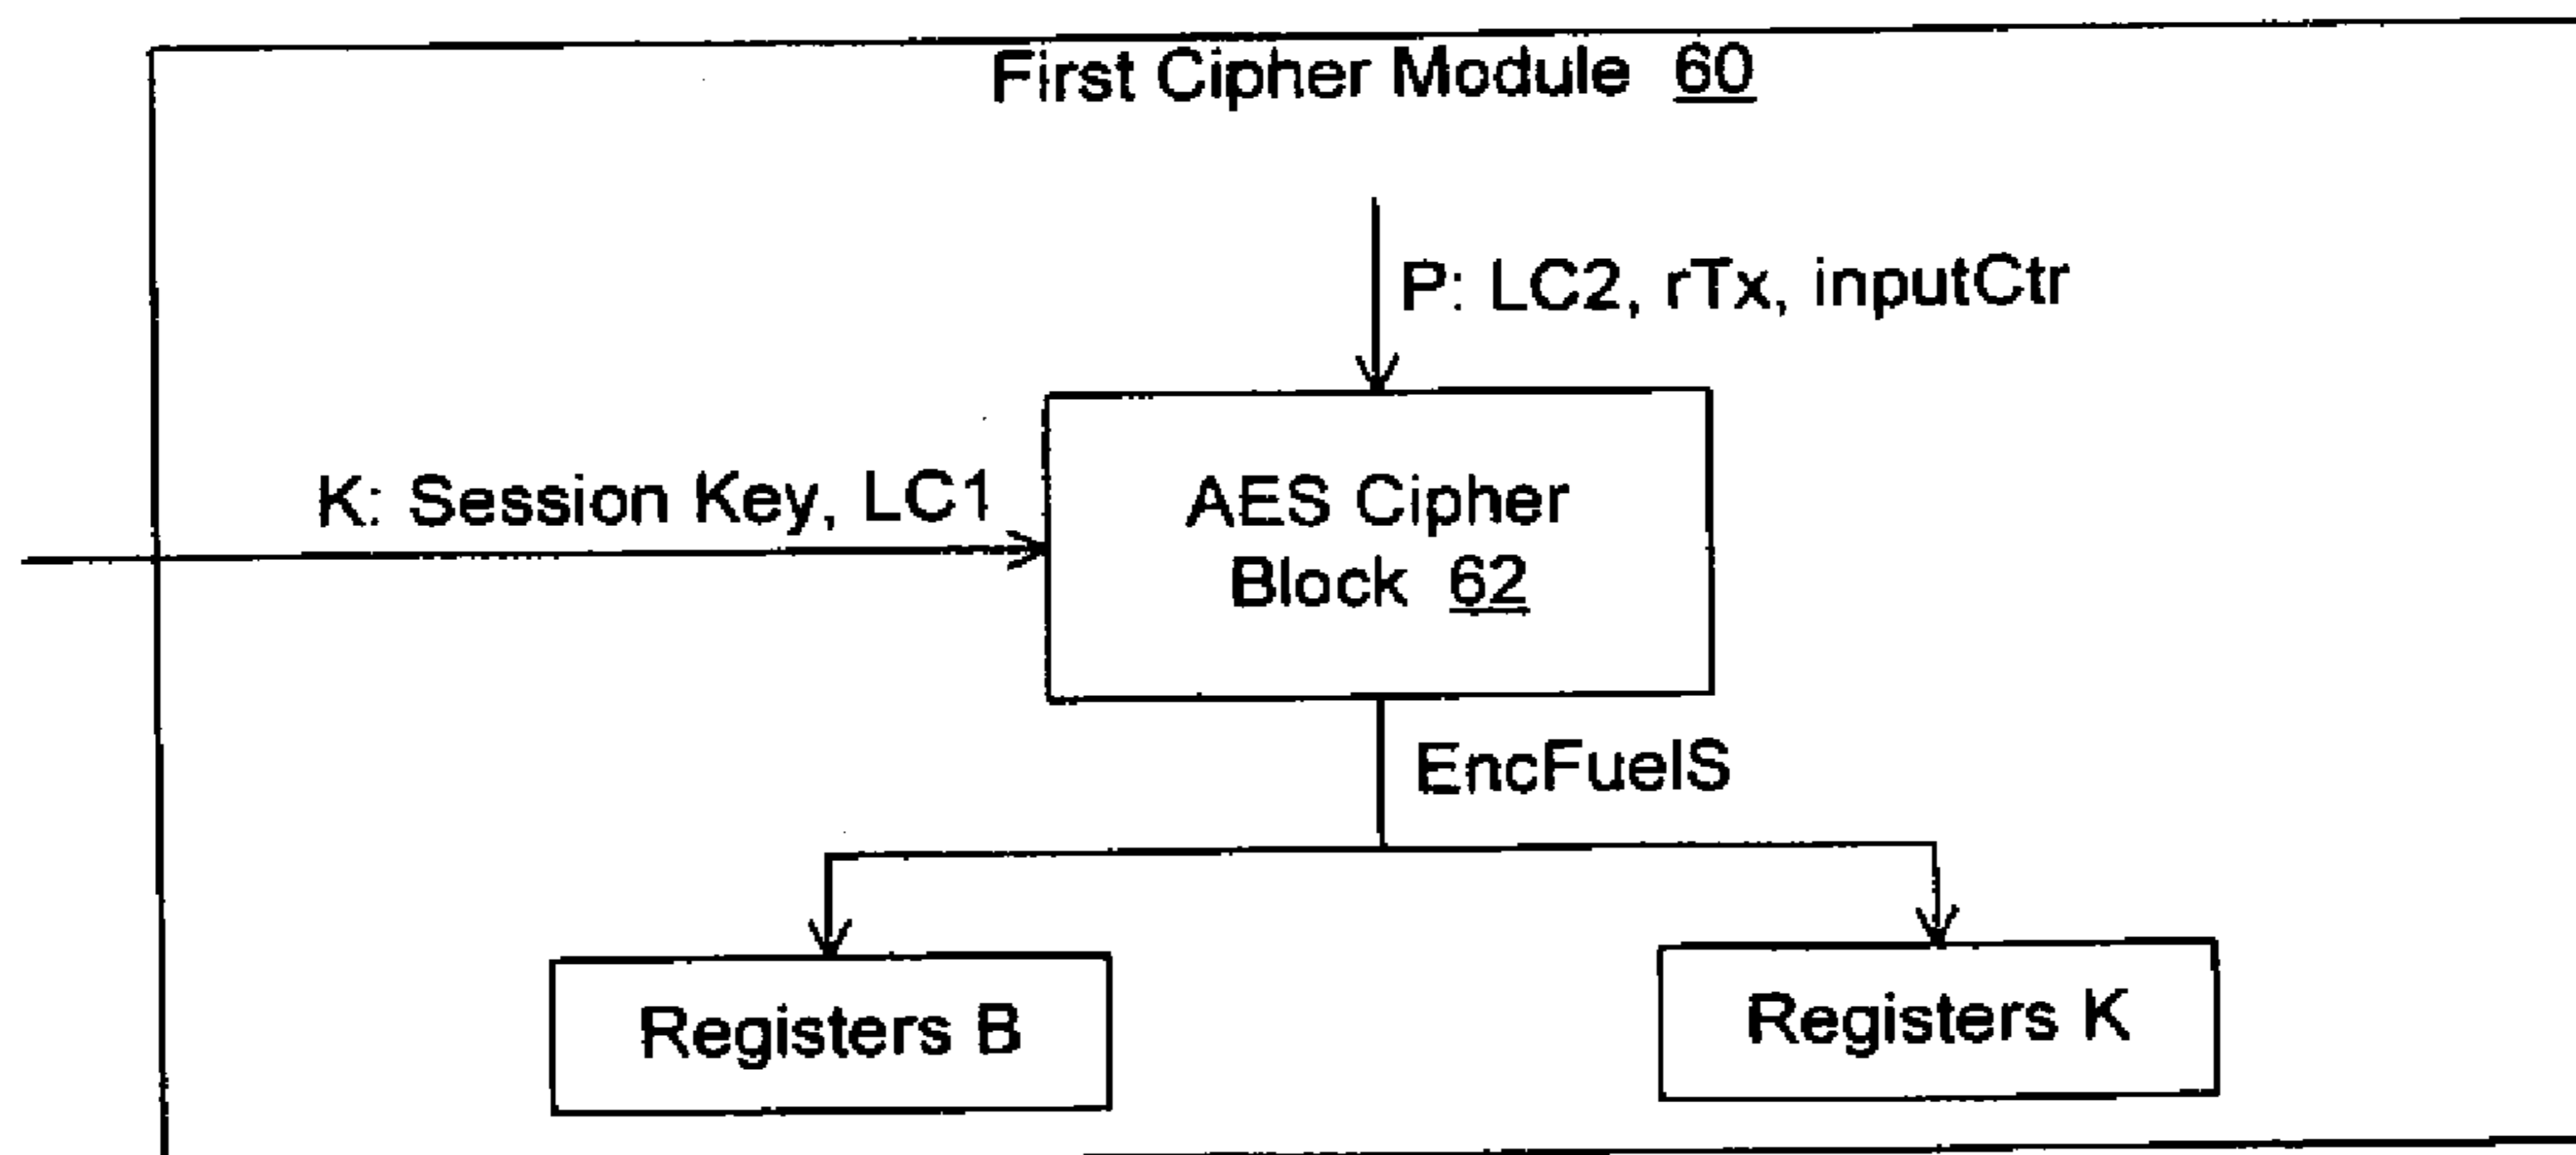 First Cipher Module 60
P: LC2, rTx, inputCtr
K: Session Key, LC1
AES Cipher
Block 62
EncFuelS
Registers B
Registers K